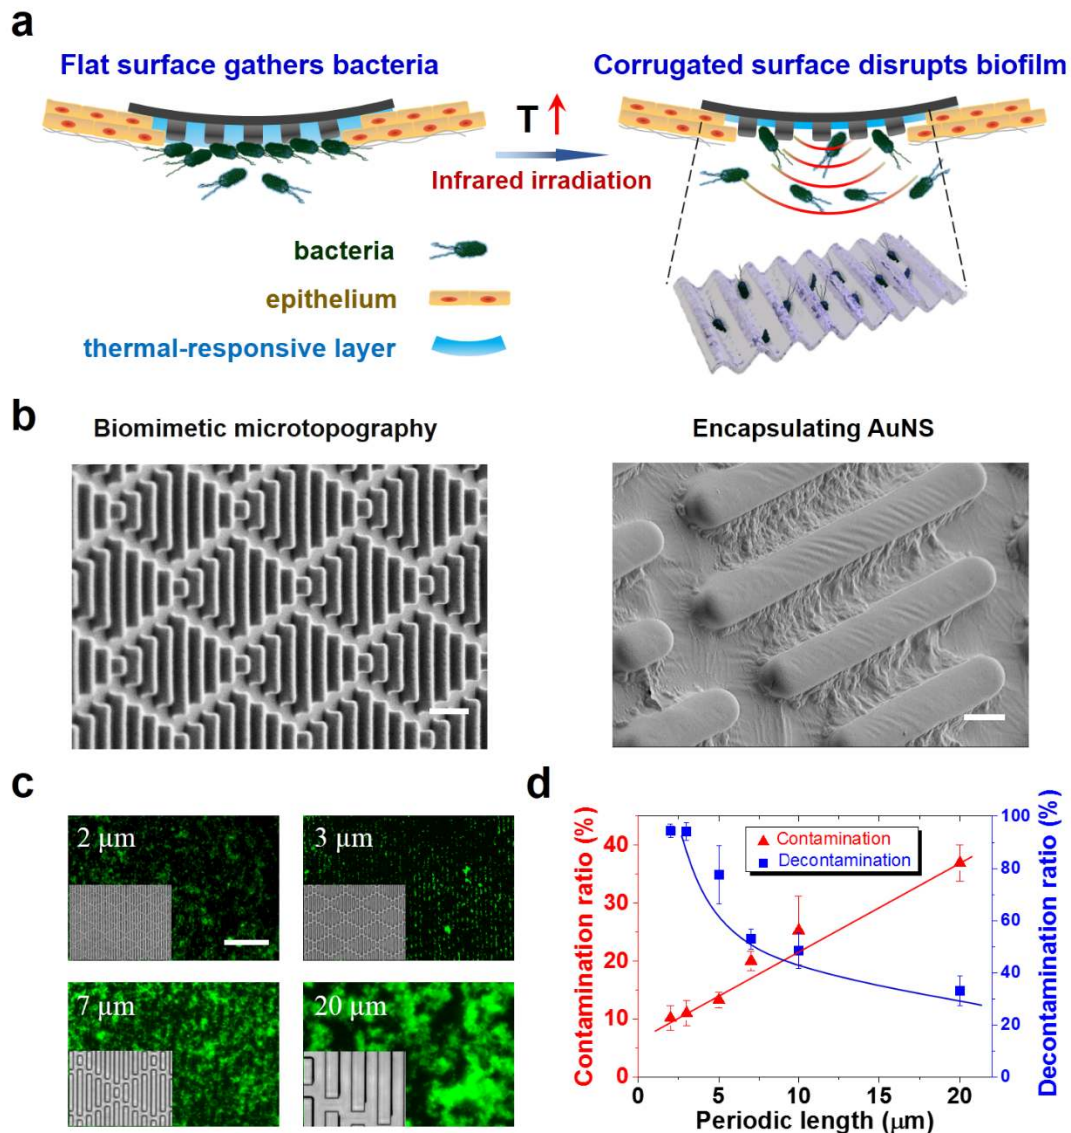 a
Flat surface gathers bacteria
Corrugated surface disrupts biofilm
T
Infrared irradiation
bacteria
epithelium
thermal-responsive layer
b
Biomimetic microtopography
Encapsulating AuNS
c
2 μm
3 μm
7 μm
20 μm
d
Contamination ratio (%)
40
30
20
10
0
Contamination
Decontamination
100
80
60
40
20
0
Decontamination ratio (%)
0 5 10 15 20
Periodic length (μm)